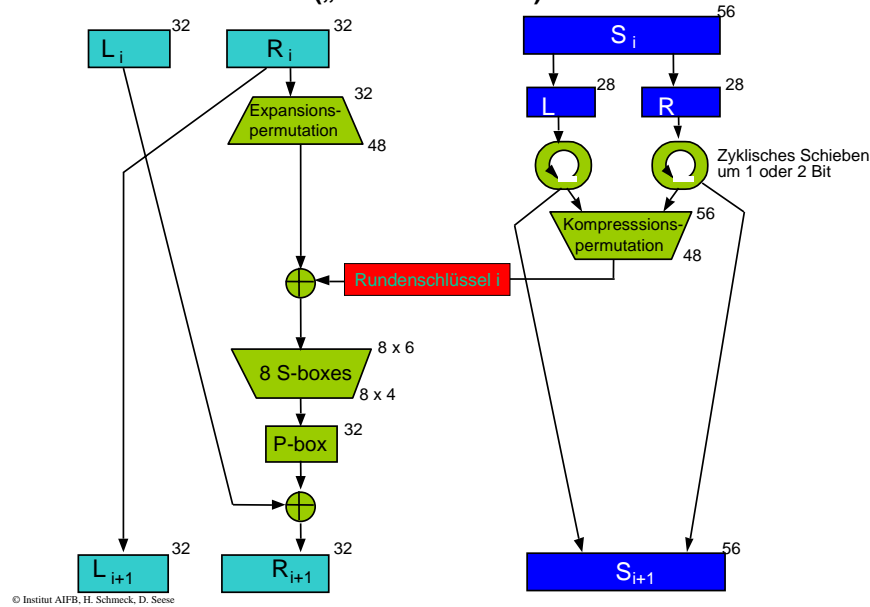 32
32
56
L i
R i
S i
32
28
28
Expansions-
permutation
L
R
48
Zyklisches Schieben
um 1 oder 2 Bit
56
Kompresssions-
permutation
48
Rundenschlüssel i
8 x 6
8 S-boxes
8 x 4
32
P-box
32
32
56
L i+1
R i+1
S i+1
© Institut AIFB, H. Schmeck, D. Seese